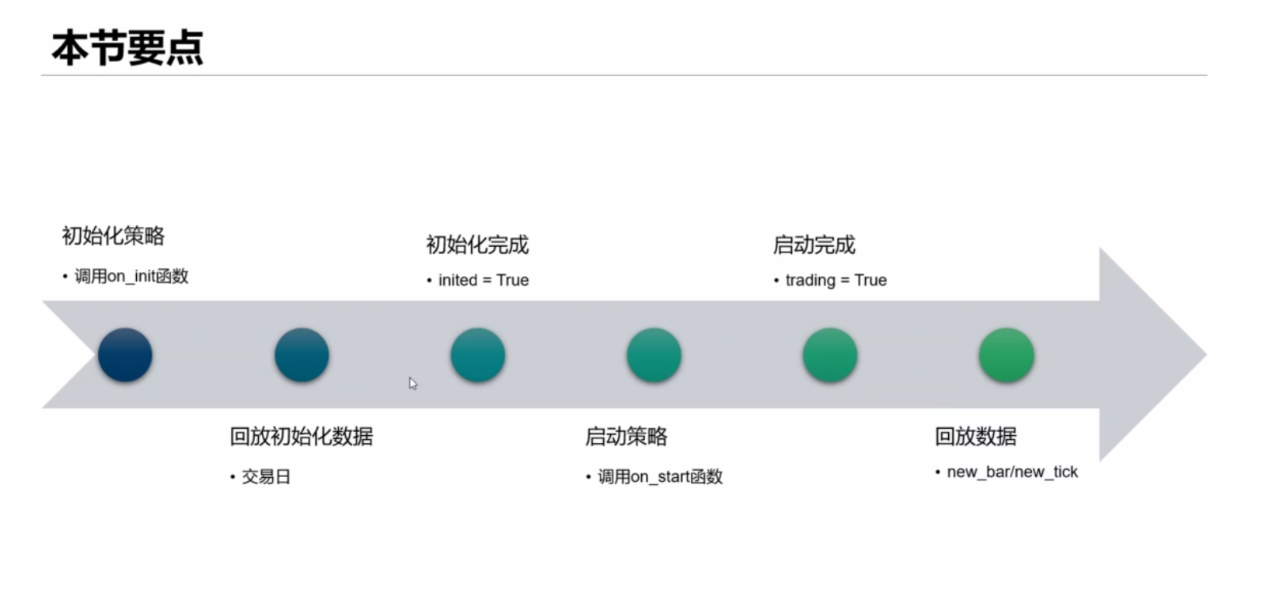 本节要点
初始化策略
• 调用on_init函数
回放初始化数据
• 交易日
初始化完成
• inited = True
启动策略
• 调用on_start函数
启动完成
• trading = True
回放数据
• new_bar/new_tick